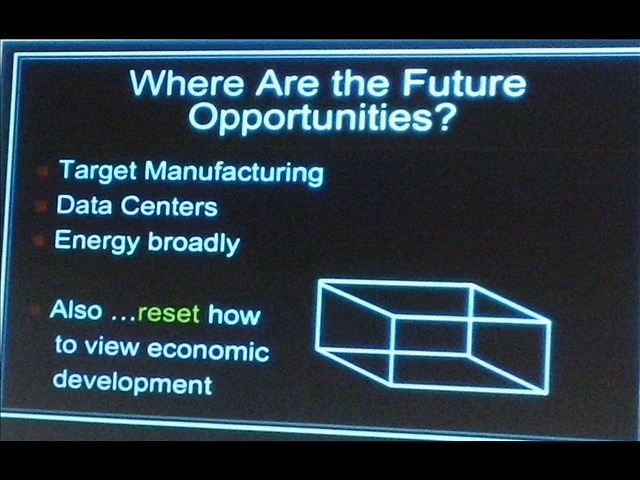 Where Are the Future
Opportunities?
Target Manufacturing
Data Centers
Energy broadly
Also ...reset how
to view economic
development